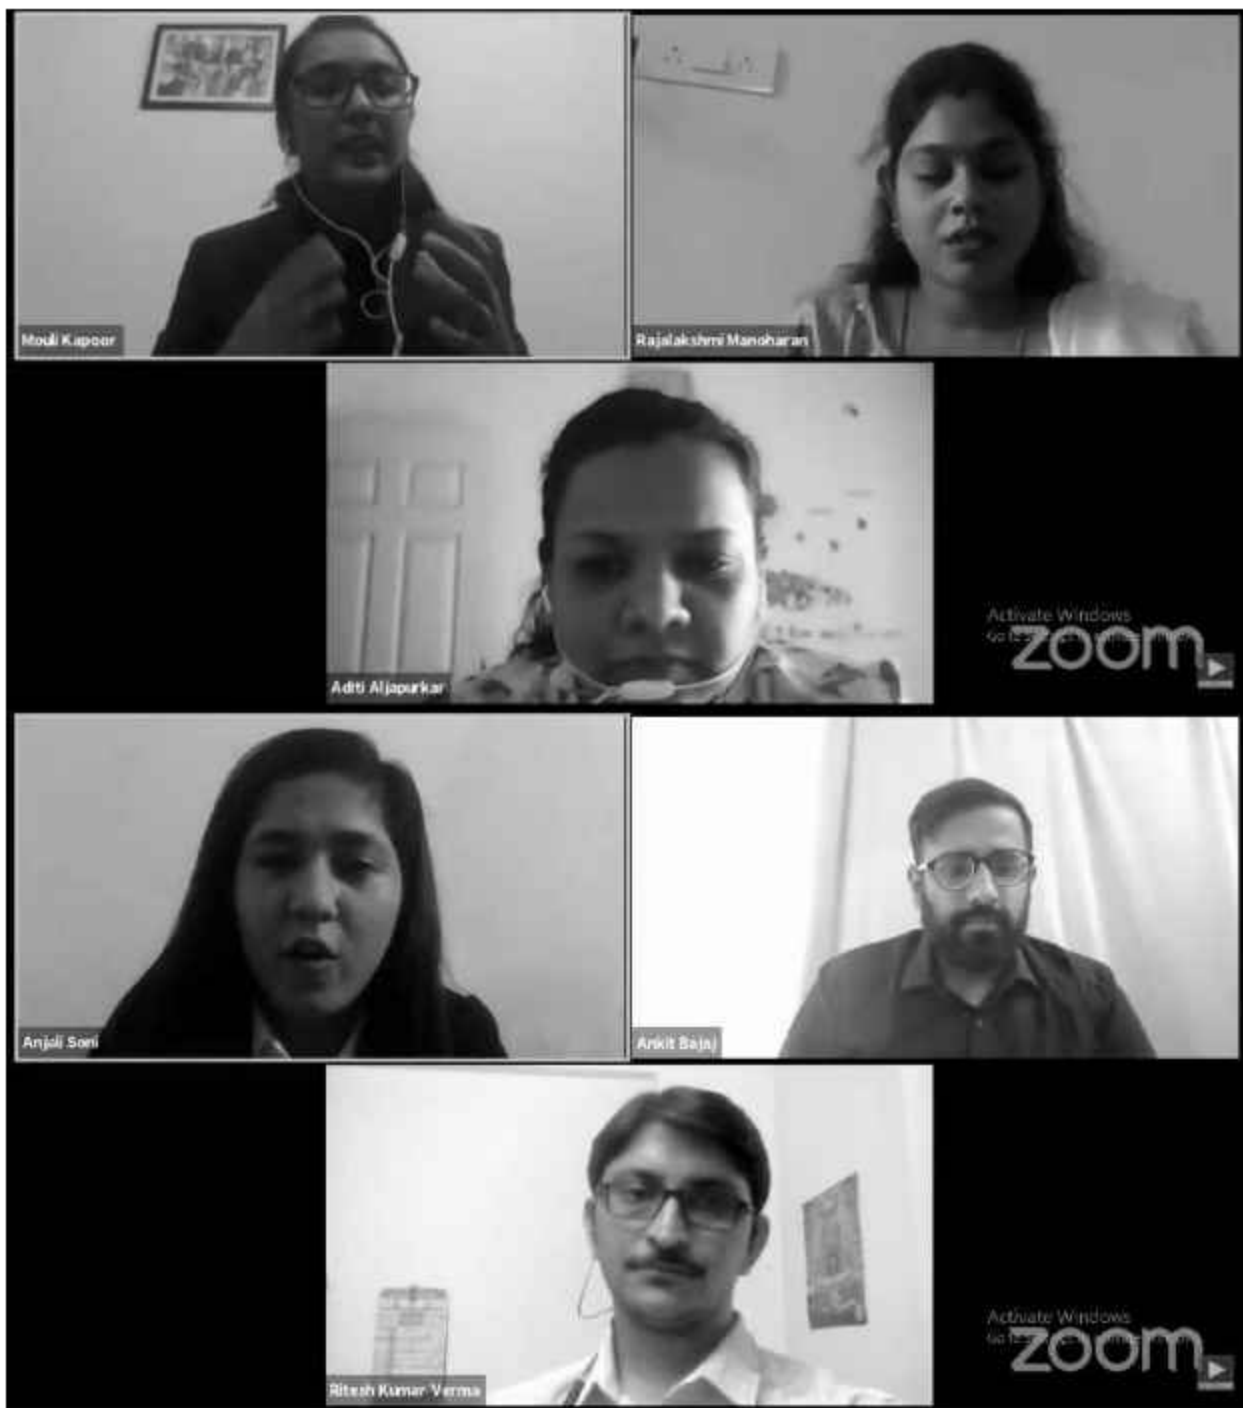 Mouli Kapoor
Rajalakshmi Manoharan
Aditi Aljapurkar
Activate Windows
zoom
Anjali Soni
Ankit Bajaj
Ritesh Kumar Verma
Activate Windows
zoom